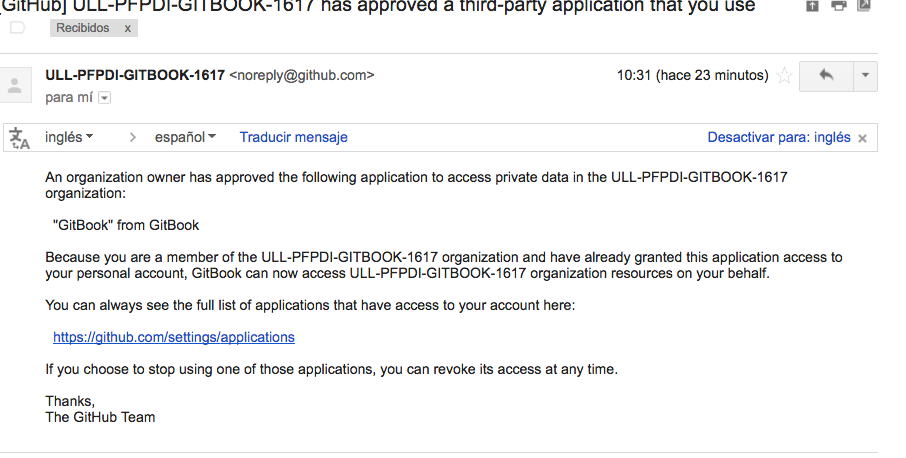 [GitHub] ULL-PFPDI-GITBOOK-1617 has approved a third-party application that you use
Recibidos x
ULL-PFPDI-GITBOOK-1617 <noreply@github.com>
10:31 (hace 23 minutos)
para mí
inglés > español Traducir mensaje Desactivar para: inglés x
An organization owner has approved the following application to access private data in the ULL-PFPDI-GITBOOK-1617
organization:
"GitBook" from GitBook
Because you are a member of the ULL-PFPDI-GITBOOK-1617 organization and have already granted this application access to
your personal account, GitBook can now access ULL-PFPDI-GITBOOK-1617 organization resources on your behalf.
You can always see the full list of applications that have access to your account here:
https://github.com/settings/applications
If you choose to stop using one of those applications, you can revoke its access at any time.
Thanks,
The GitHub Team